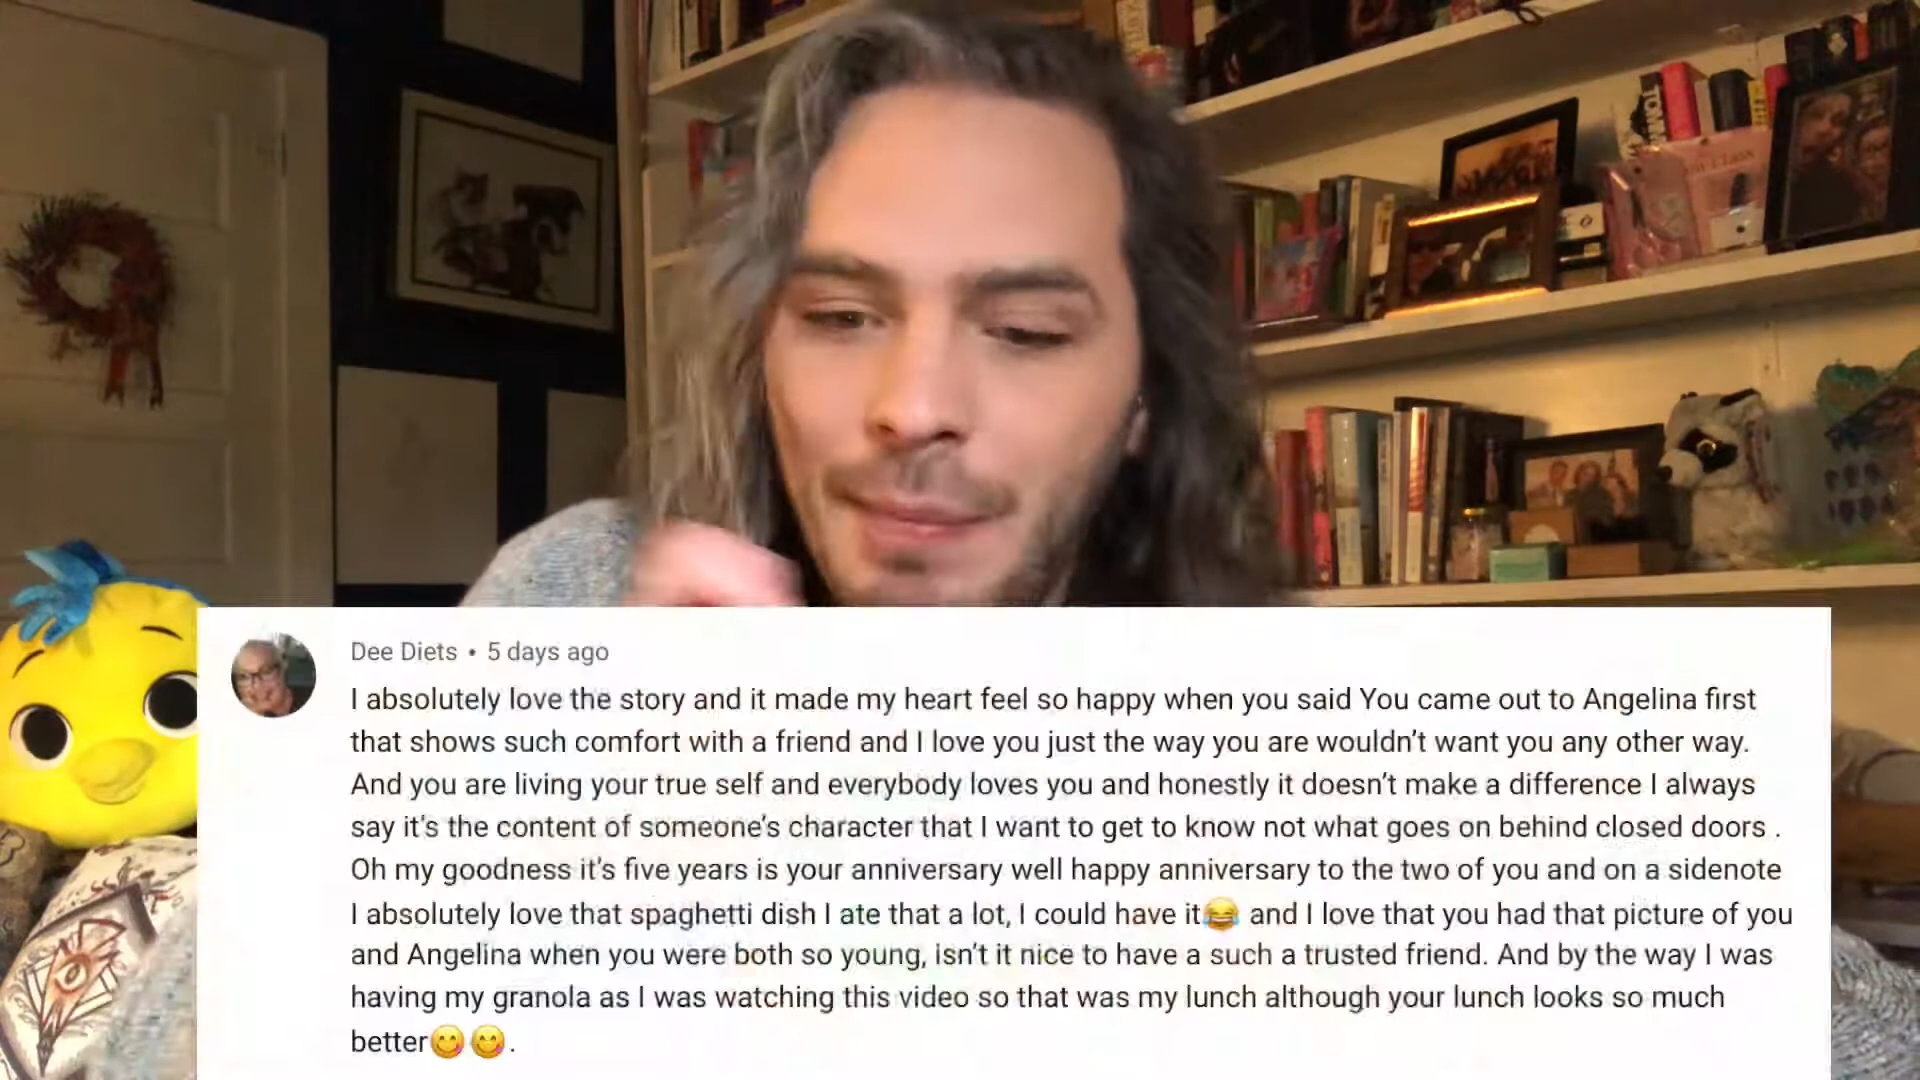 Dee Diets • 5 days ago
I absolutely love the story and it made my heart feel so happy when you said You came out to Angelina first
that shows such comfort with a friend and I love you just the way you are wouldn't want you any other way.
And you are living your true self and everybody loves you and honestly it doesn't make a difference I always
say it's the content of someone's character that I want to get to know not what goes on behind closed doors .
Oh my goodness it's five years is your anniversary well happy anniversary to the two of you and on a sidenote
I absolutely love that spaghetti dish I ate that a lot, I could have it😂 and I love that you had that picture of you
and Angelina when you were both so young, isn't it nice to have a such a trusted friend. And by the way I was
having my granola as I was watching this video so that was my lunch although your lunch looks so much
better😋😋.